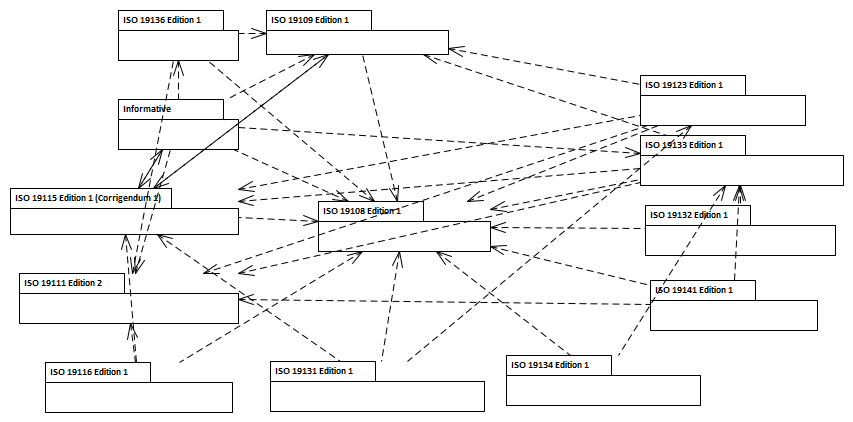 ISO 19136 Edition 1
ISO 19109 Edition 1
ISO 19123 Edition 1
Informative
ISO 19133 Edition 1
ISO 19115 Edition 1 (Corrigendum 1)
ISO 19108 Edition 1
ISO 19132 Edition 1
ISO 19111 Edition 2
ISO 19141 Edition 1
ISO 19116 Edition 1
ISO 19131 Edition 1
ISO 19134 Edition 1